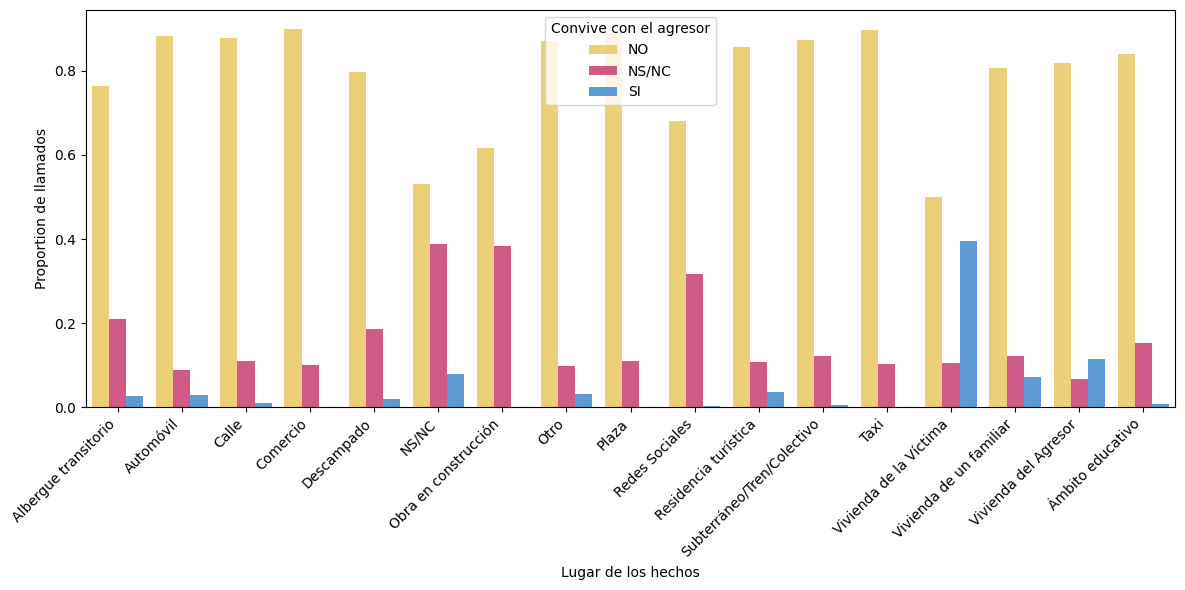 Convive con el agresor
NO
NS/NC
SI
Proportion de llamados
0.8
0.6
0.4
0.2
0.0
Albergue transitorio
Automóvil
Calle
Comercio
Descampado
NS/NC
Obra en construcción
Otro
Plaza
Redes Sociales
Residencia turística
Subterráneo/Tren/Colectivo
Taxi
Vivienda de la Víctima
Vivienda de un familiar
Vivienda del Agresor
Ámbito educativo
Lugar de los hechos